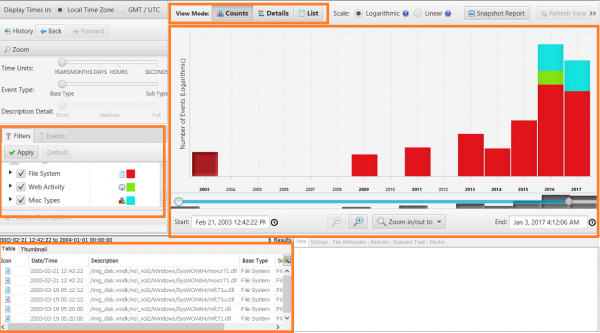 Display Times In: Local Time Zone GMT / UTC
History Back Forward
Zoom
Time Units: YEARS MONTHS DAYS HOURS SECONDS
Event Type: Base Type Sub Type
Description Detail: Short Medium Full
Filters Events
Apply Default
File System
Web Activity
Misc Types
View Mode: Counts Details List Scale: Logarithmic Linear Snapshot Report Refresh View
Number of Events (Logarithmic)
2003 2004 2005 2006 2007 2008 2009 2010 2011 2012 2013 2014 2015 2016 2017
Start: Feb 21, 2003 12:42:22 PM Zoom in/out to End: Jan 3, 2017 4:12:06 AM
2003-02-21 12:42:22 to 2004-01-01 00:00:00 6 Results
Hex Strings File Metadata Results Indexed Text Media
Table Thumbnail
Icon Date/Time Description Base Type
2003-02-21 12:42:22 /img_disk.vmdk/vol_vol2/Windows/SysWOW64/msvcr71.dll File System
2003-02-21 12:42:22 /img_disk.vmdk/vol_vol2/Windows/SysWOW64/msvcr71.dll File System
2003-03-19 05:12:12 /img_disk.vmdk/vol_vol2/Windows/SysWOW64/mfc71u.dll File System
2003-03-19 05:12:12 /img_disk.vmdk/vol_vol2/Windows/SysWOW64/mfc71u.dll File System
2003-03-19 05:20:00 /img_disk.vmdk/vol_vol2/Windows/SysWOW64/mfc71.dll File System
2003-03-19 05:20:00 /img_disk.vmdk/vol_vol2/Windows/SysWOW64/mfc71.dll File System